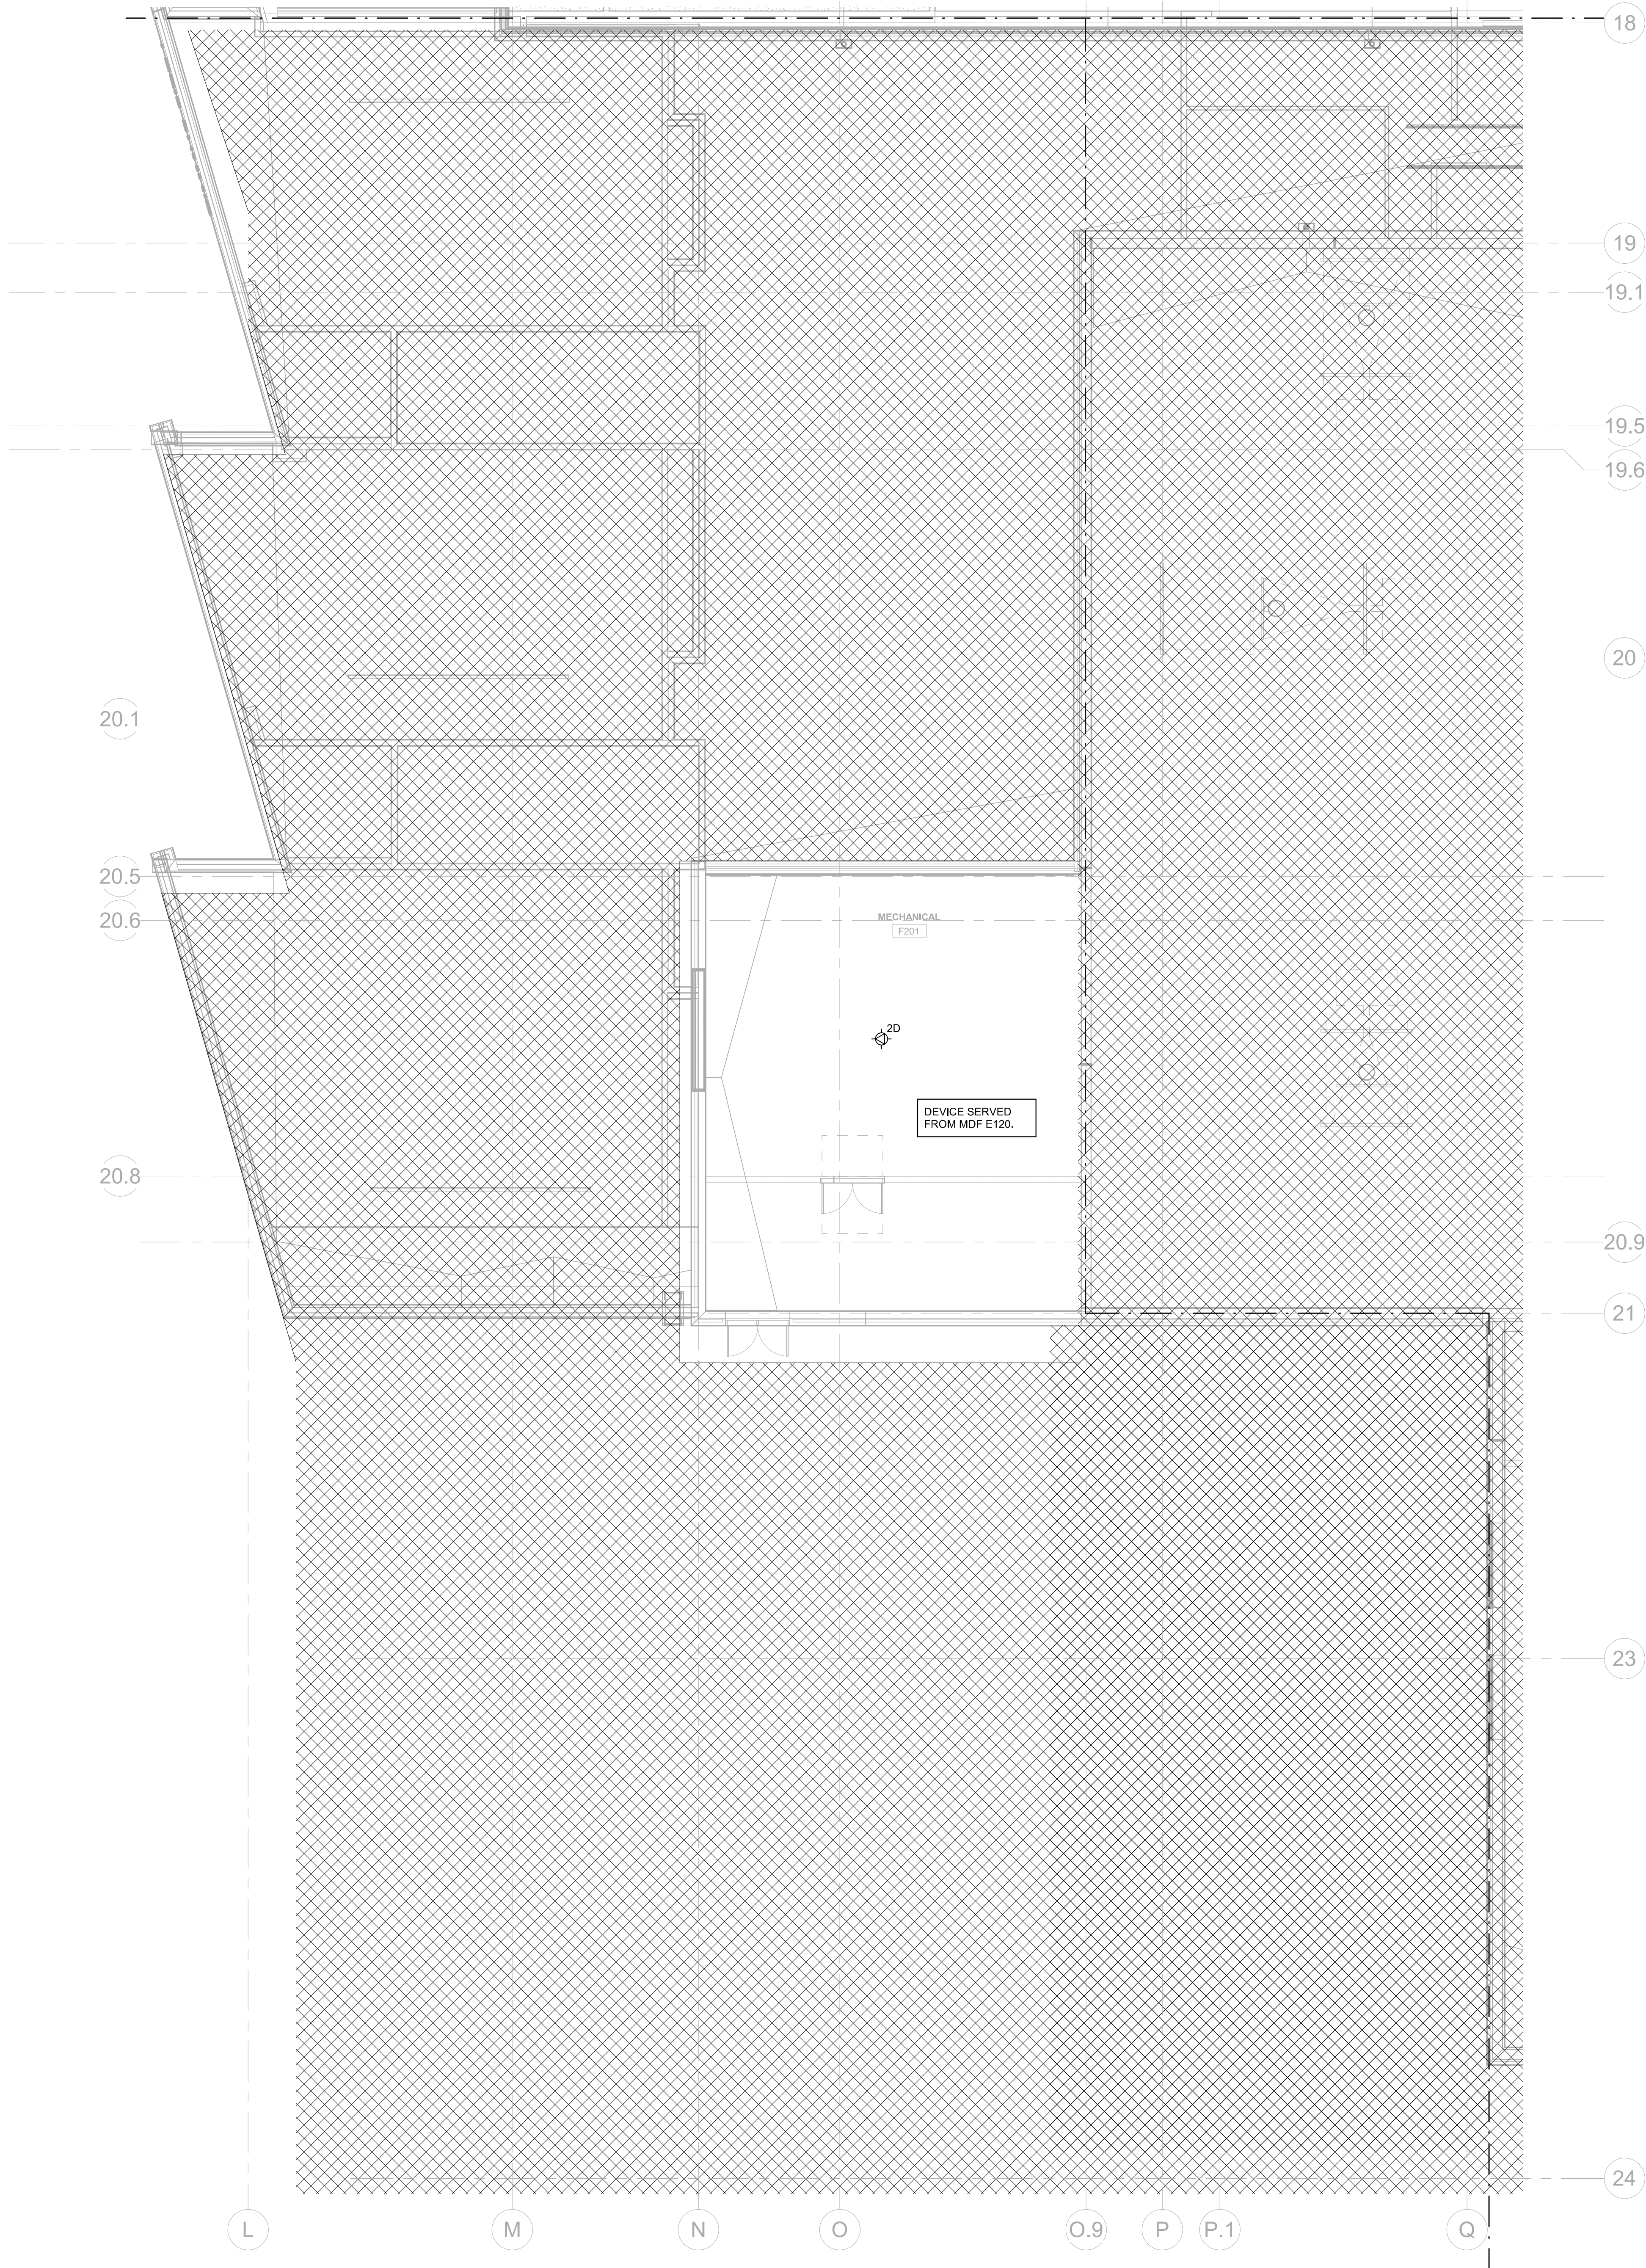 18
19
19.1
19.5
19.6
20
20.1
20.5
20.6
MECHANICAL
F201
2D
DEVICE SERVED
FROM MDF E120.
20.8
20.9
21
23
24
L
M
N
O
O.9
P
P.1
Q